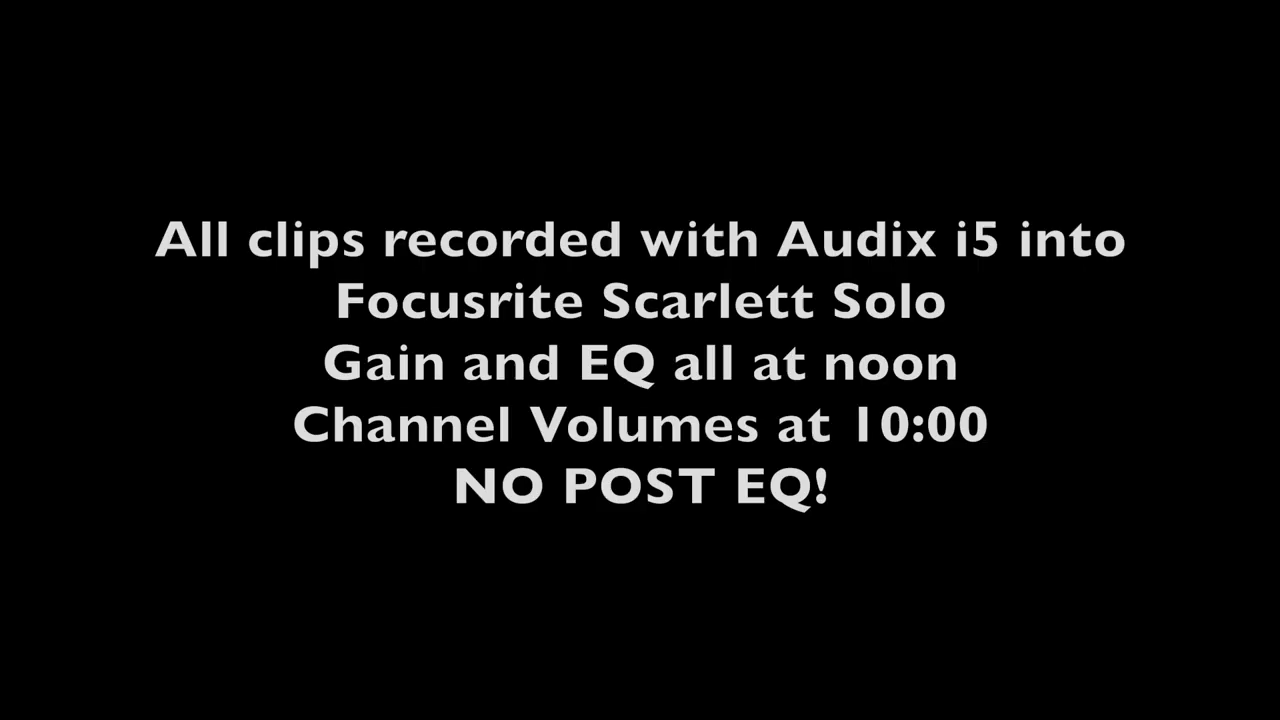 All clips recorded with Audix i5 into
Focusrite Scarlett Solo
Gain and EQ all at noon
Channel Volumes at 10:00
NO POST EQ!